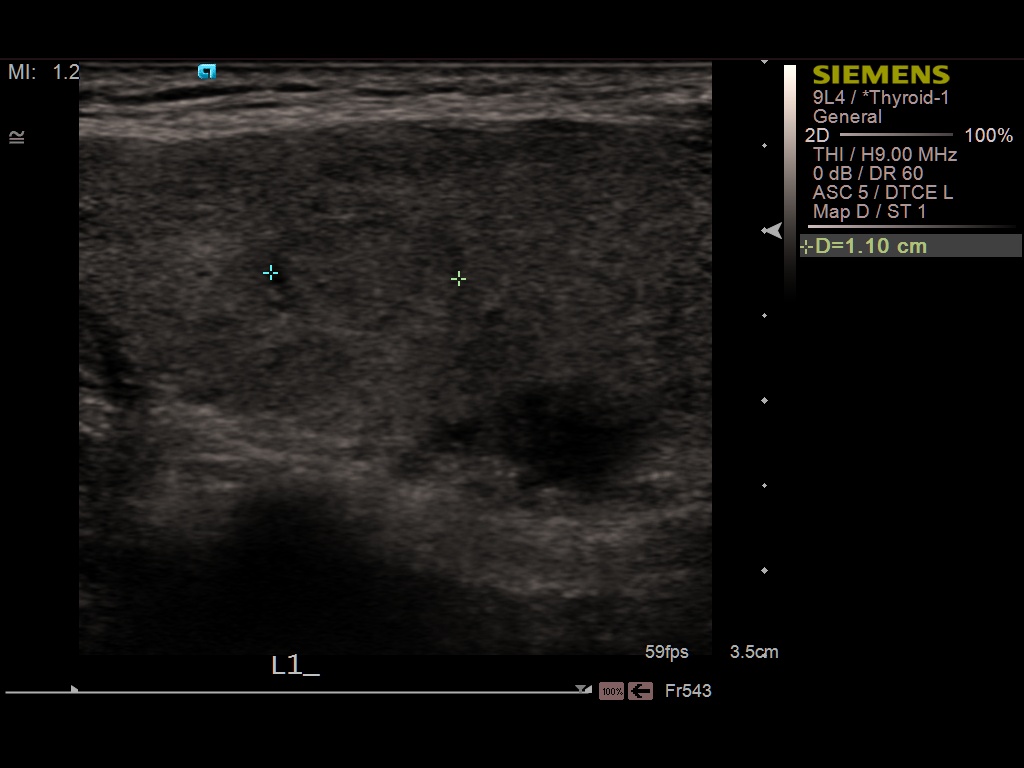 MI: 1.2
SIEMENS
9L4 / *Thyroid-1
General
2D 100%
THI / H9.00 MHz
0 dB / DR 60
ASC 5 / DTCE L
Map D / ST 1
D=1.10 cm
59fps 3.5cm
L1_
100% Fr543